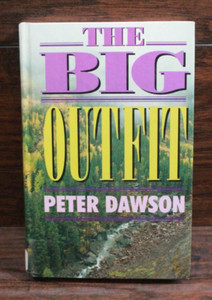 THE
BIG
OUTFIT
PETER DAWSON